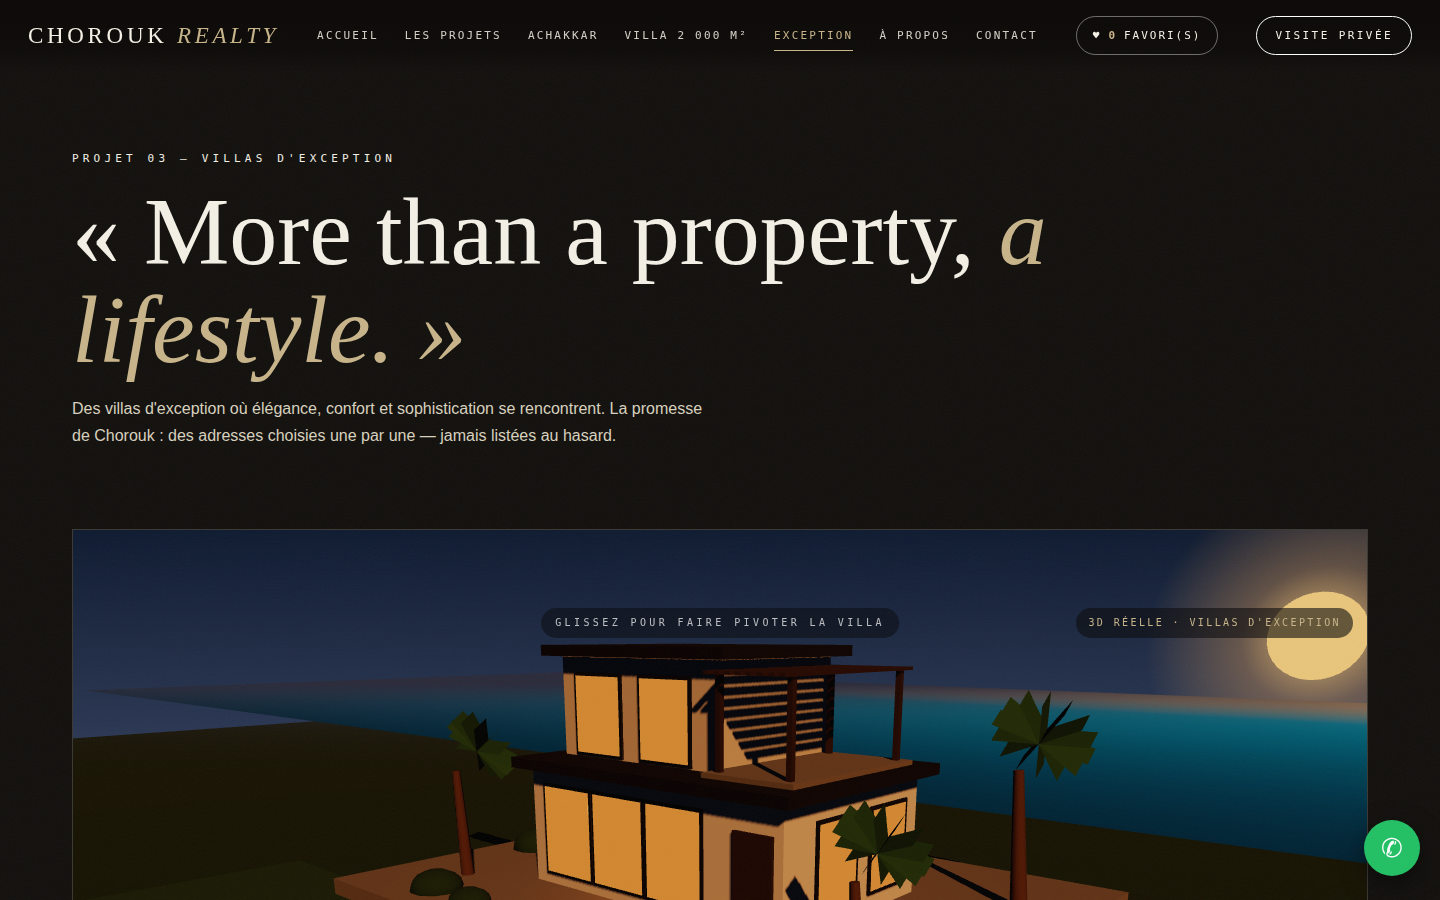 CHOROUK REALTY
ACCUEIL
LES PROJETS
ACHAKKAR
VILLA 2 000 M²
EXCEPTION
À PROPOS
CONTACT
♥ 0 FAVORI(S)
VISITE PRIVÉE
PROJET 03 — VILLAS D'EXCEPTION
« More than a property, a
lifestyle. »
Des villas d'exception où élégance, confort et sophistication se rencontrent. La promesse
de Chorouk : des adresses choisies une par une — jamais listées au hasard.
GLISSEZ POUR FAIRE PIVOTER LA VILLA
3D RÉELLE · VILLAS D'EXCEPTION